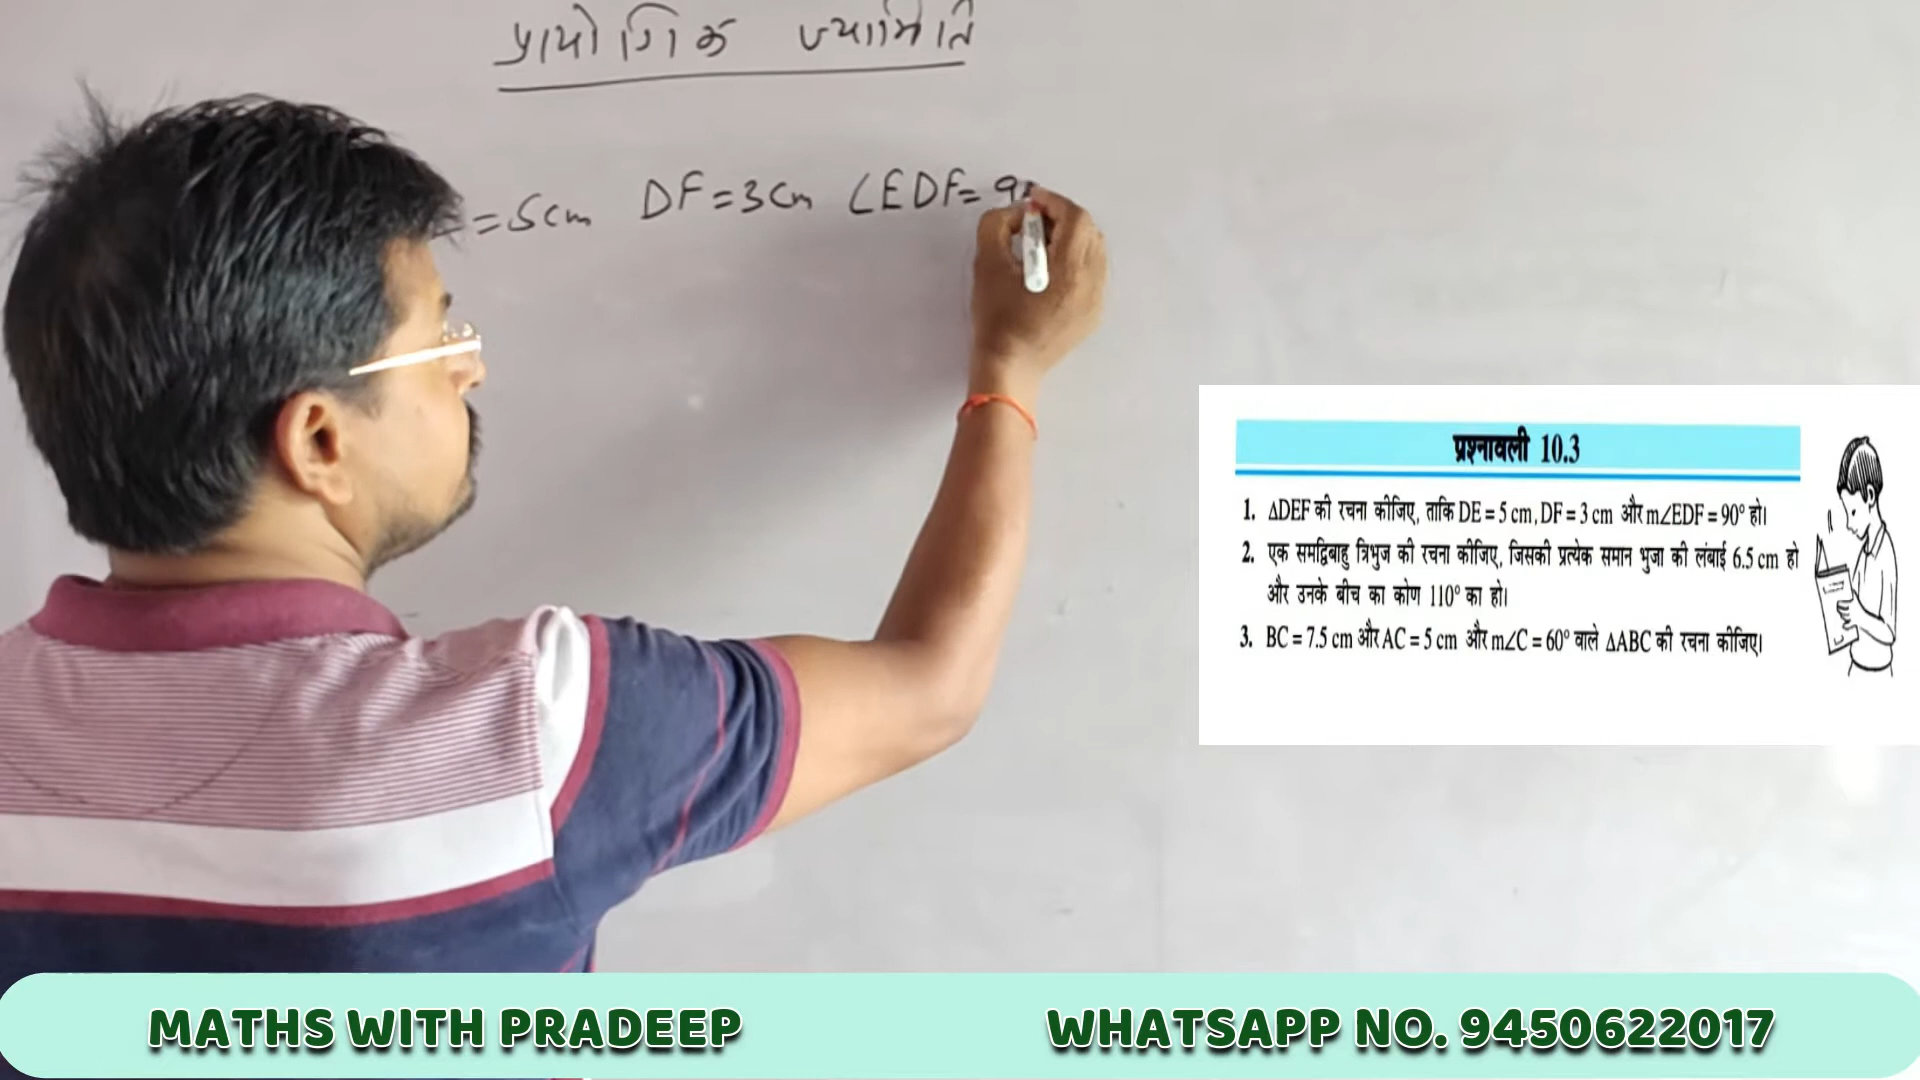 प्रायोगिक ज्यामिति
= 5cm DF = 3cm ∠EDF = 9
प्रश्नावली 10.3
1. ΔDEF की रचना कीजिए, ताकि DE = 5 cm, DF = 3 cm और m∠EDF = 90° हो।
2. एक समद्विबाहु त्रिभुज की रचना कीजिए, जिसकी प्रत्येक समान भुजा की लंबाई 6.5 cm हो
और उनके बीच का कोण 110° का हो।
3. BC = 7.5 cm और AC = 5 cm और m∠C = 60° वाले ΔABC की रचना कीजिए।
MATHS WITH PRADEEP WHATSAPP NO. 9450622017